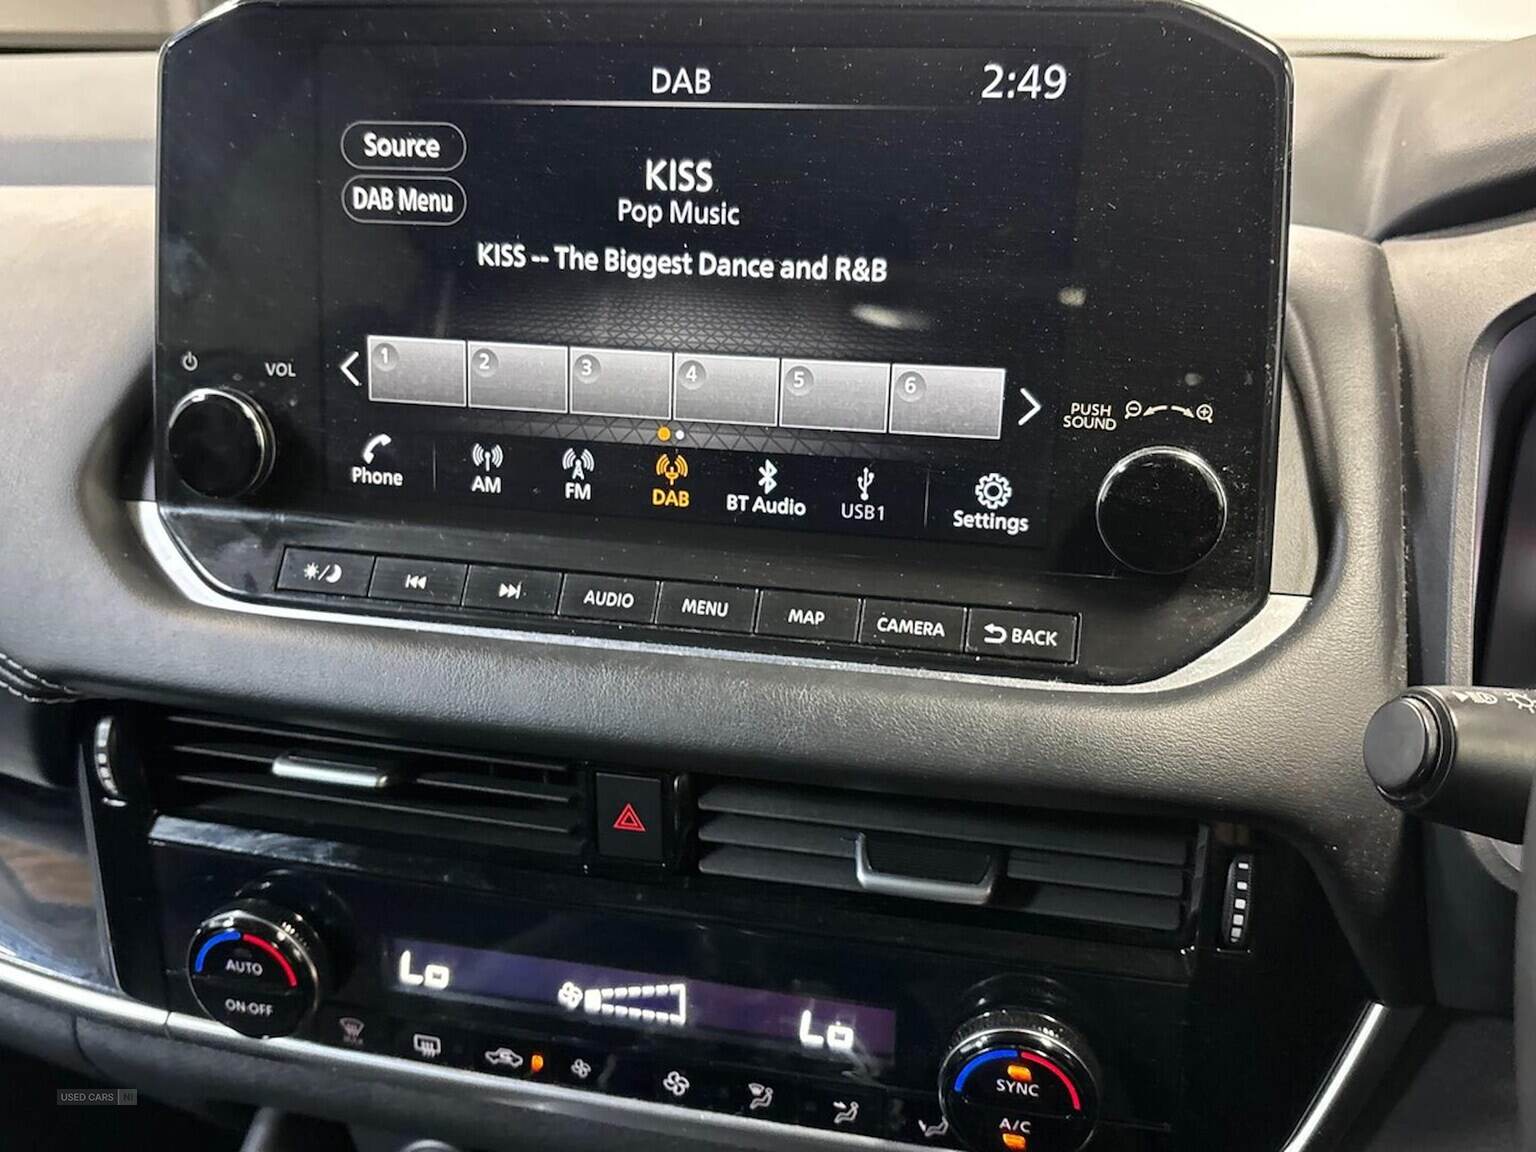 DAB
2:49
Source
DAB Menu
KISS
Pop Music
KISS -- The Biggest Dance and R&B
VOL
1 2 3 4 5 6
PUSH
SOUND
Phone
AM
FM
DAB
BT Audio
USB1
Settings
AUDIO
MENU
MAP
CAMERA
BACK
AUTO
ON·OFF
Lo
Lo
MAX
SYNC
A/C
USED CARS NI